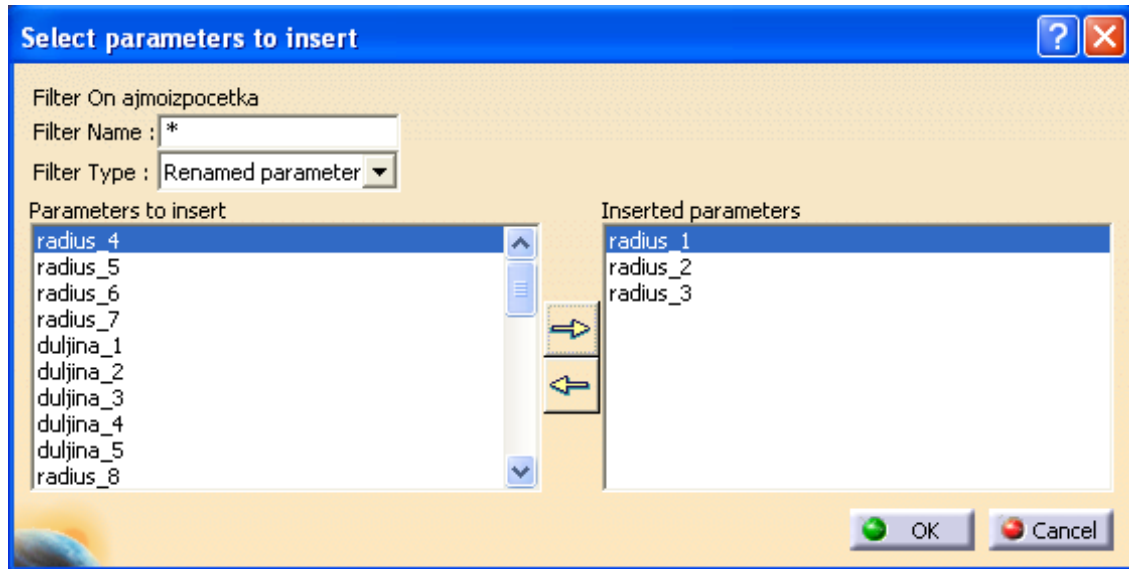 Select parameters to insert
Filter On ajmoizpocetka
Filter Name : *
Filter Type : Renamed parameter
Parameters to insert
radius_4
radius_5
radius_6
radius_7
duljina_1
duljina_2
duljina_3
duljina_4
duljina_5
radius_8
Inserted parameters
radius_1
radius_2
radius_3
OK
Cancel